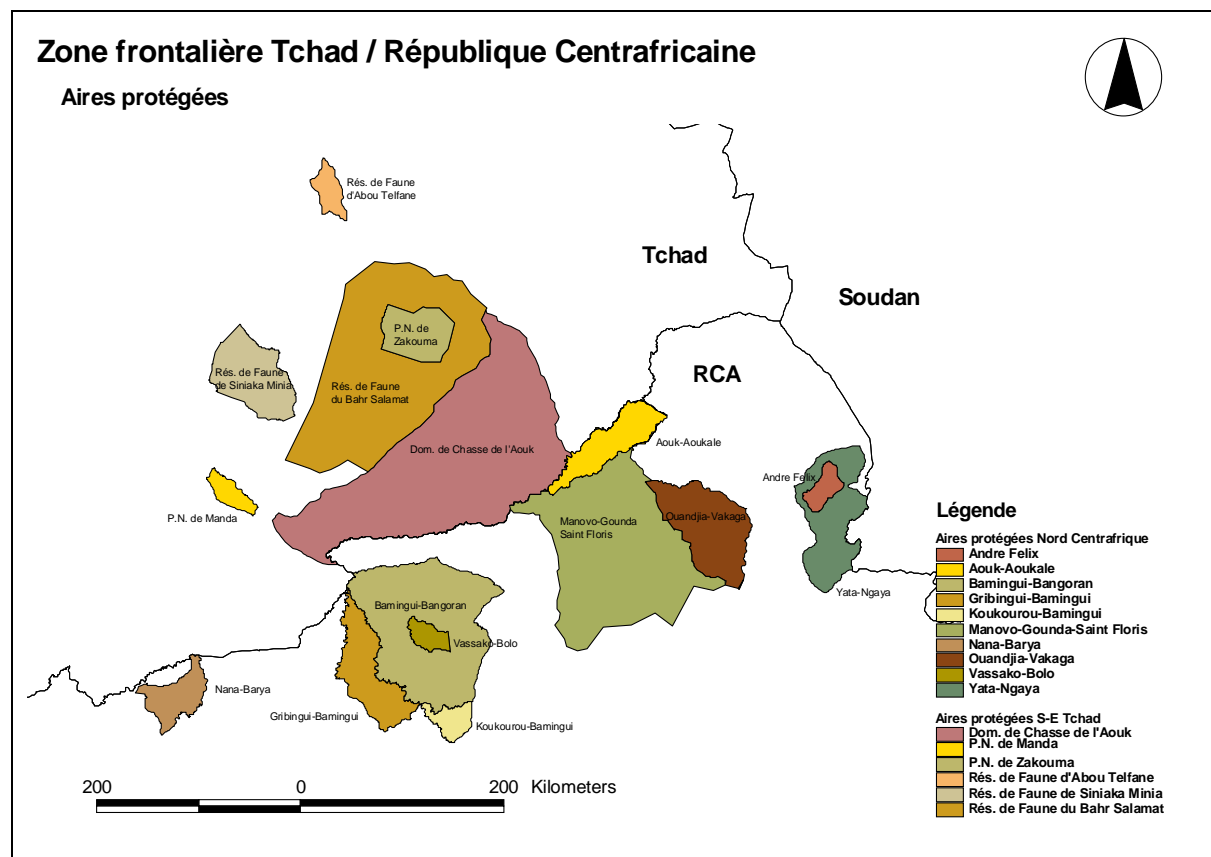 Zone frontalière Tchad / République Centrafricaine
Aires protégées
Rés. de Faune
d'Abou Telfane
Tchad
Soudan
P.N. de
Zakouma
RCA
Rés. de Faune
de Siniaka Minia
Rés. de Faune
du Bahr Salamat
Aouk-Aoukale
Dom. de Chasse de l'Aouk
Andre Felix
P.N. de Manda
Manovo-Gounda
Saint Floris
Ouandjia-Vakaga
Yata-Ngaya
Bamingui-Bangoran
Vassako-Bolo
Nana-Barya
Gribingui-Bamingui
Koukourou-Bamingui
200
0
200
Kilometers
Légende
Aires protégées Nord Centrafrique
Andre Felix
Aouk-Aoukale
Bamingui-Bangoran
Gribingui-Bamingui
Koukourou-Bamingui
Manovo-Gounda-Saint Floris
Nana-Barya
Ouandjia-Vakaga
Vassako-Bolo
Yata-Ngaya
Aires protégées S-E Tchad
Dom. de Chasse de l'Aouk
P.N. de Manda
P.N. de Zakouma
Rés. de Faune d'Abou Telfane
Rés. de Faune de Siniaka Minia
Rés. de Faune du Bahr Salamat